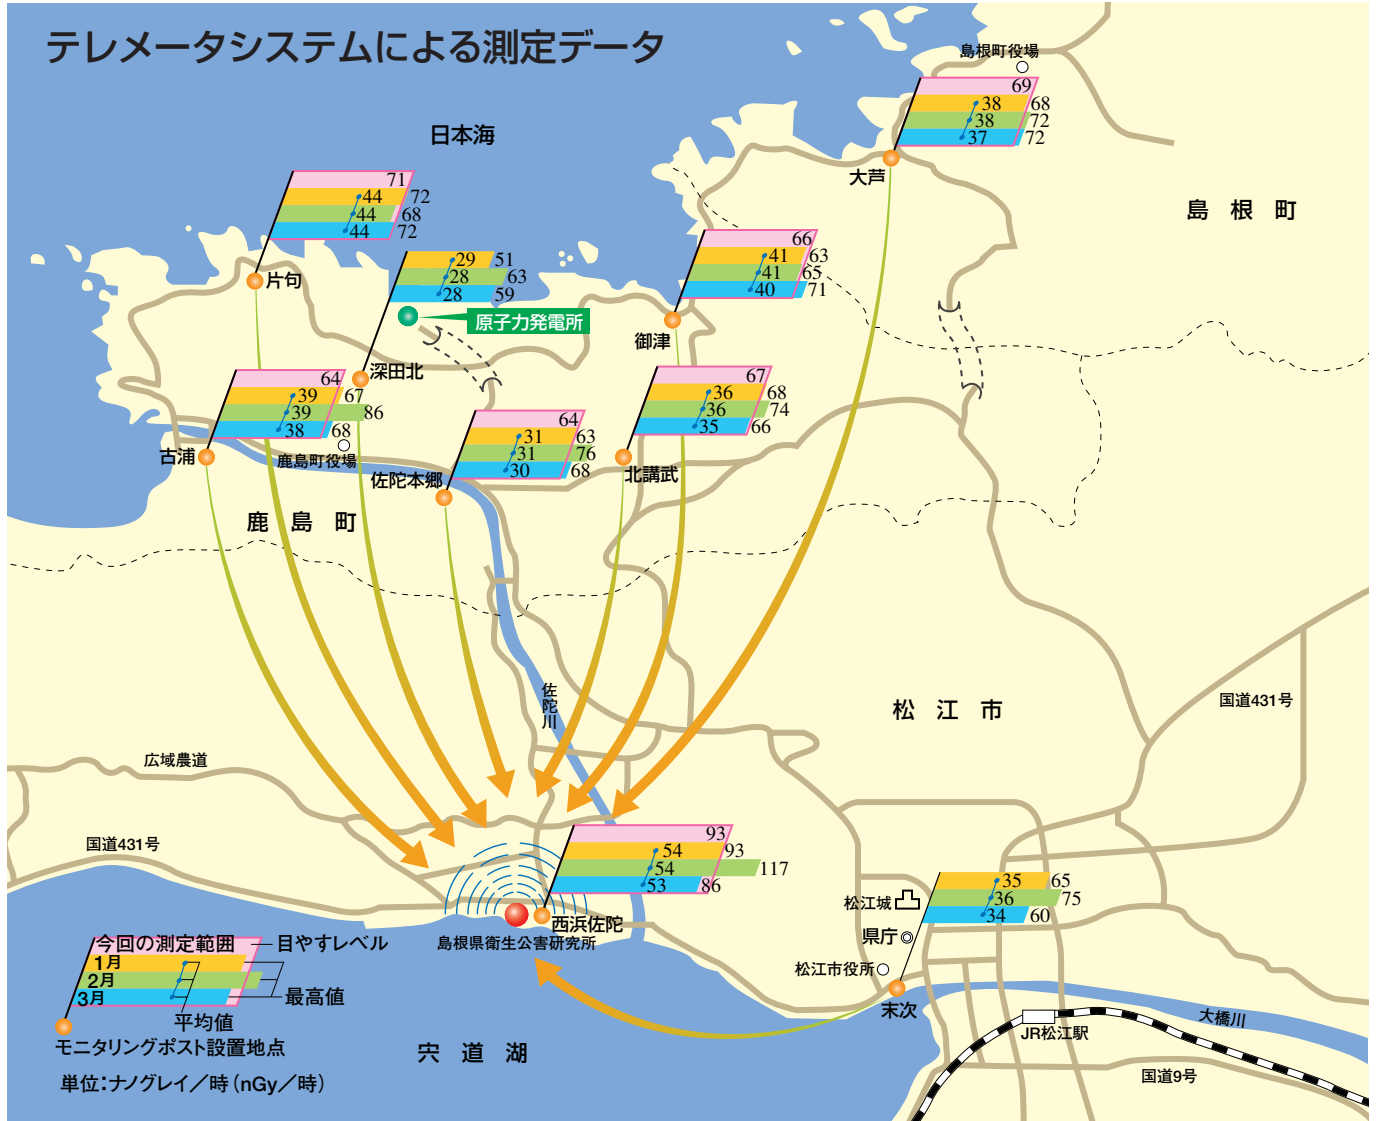 テレメータシステムによる測定データ
島根町役場
69
38 68
38 72
37 72
大芦
日本海
島根町
71
44 72
44 68
44 72
片句
29 51
28 63
28 59
原子力発電所
深田北
66
41 63
41 65
40 71
御津
64
39 67
39 86
38 68
古浦
鹿島町役場
67
36 68
36 74
35 66
北講武
64
31 63
31 76
30 68
佐陀本郷
鹿島町
佐陀川
松江市
国道431号
広域農道
国道431号
93
54 93
54 117
53 86
西浜佐陀
島根県衛生公害研究所
35 65
36 75
34 60
松江城
県庁
松江市役所
末次
大橋川
JR松江駅
国道9号
宍道湖
今回の測定範囲
目やすレベル
1月
2月
3月
最高値
平均値
モニタリングポスト設置地点
単位：ナノグレイ／時（nGy／時）